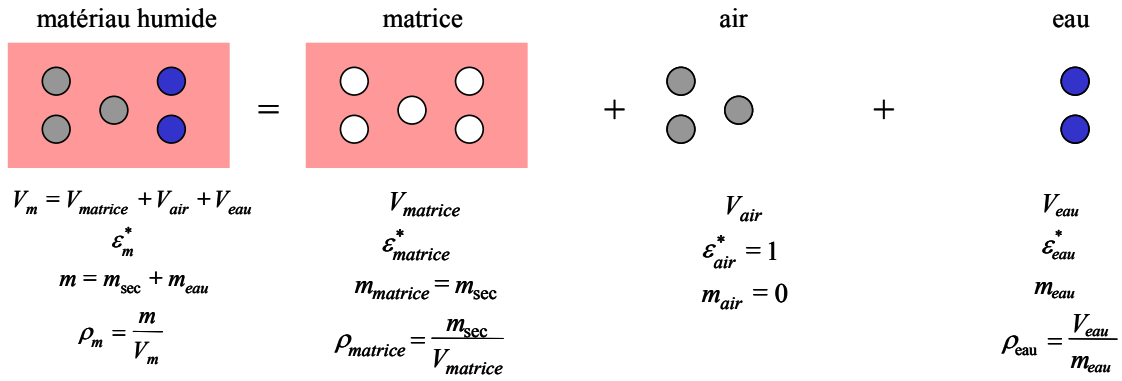 matériau humide matrice air eau
= + +
V_m = V_matrice + V_air + V_eau V_matrice V_air V_eau
ε*_m ε*_matrice ε*_air = 1 ε*_eau
m = m_sec + m_eau m_matrice = m_sec m_air = 0 m_eau
ρ_m = m / V_m ρ_matrice = m_sec / V_matrice ρ_eau = V_eau / m_eau